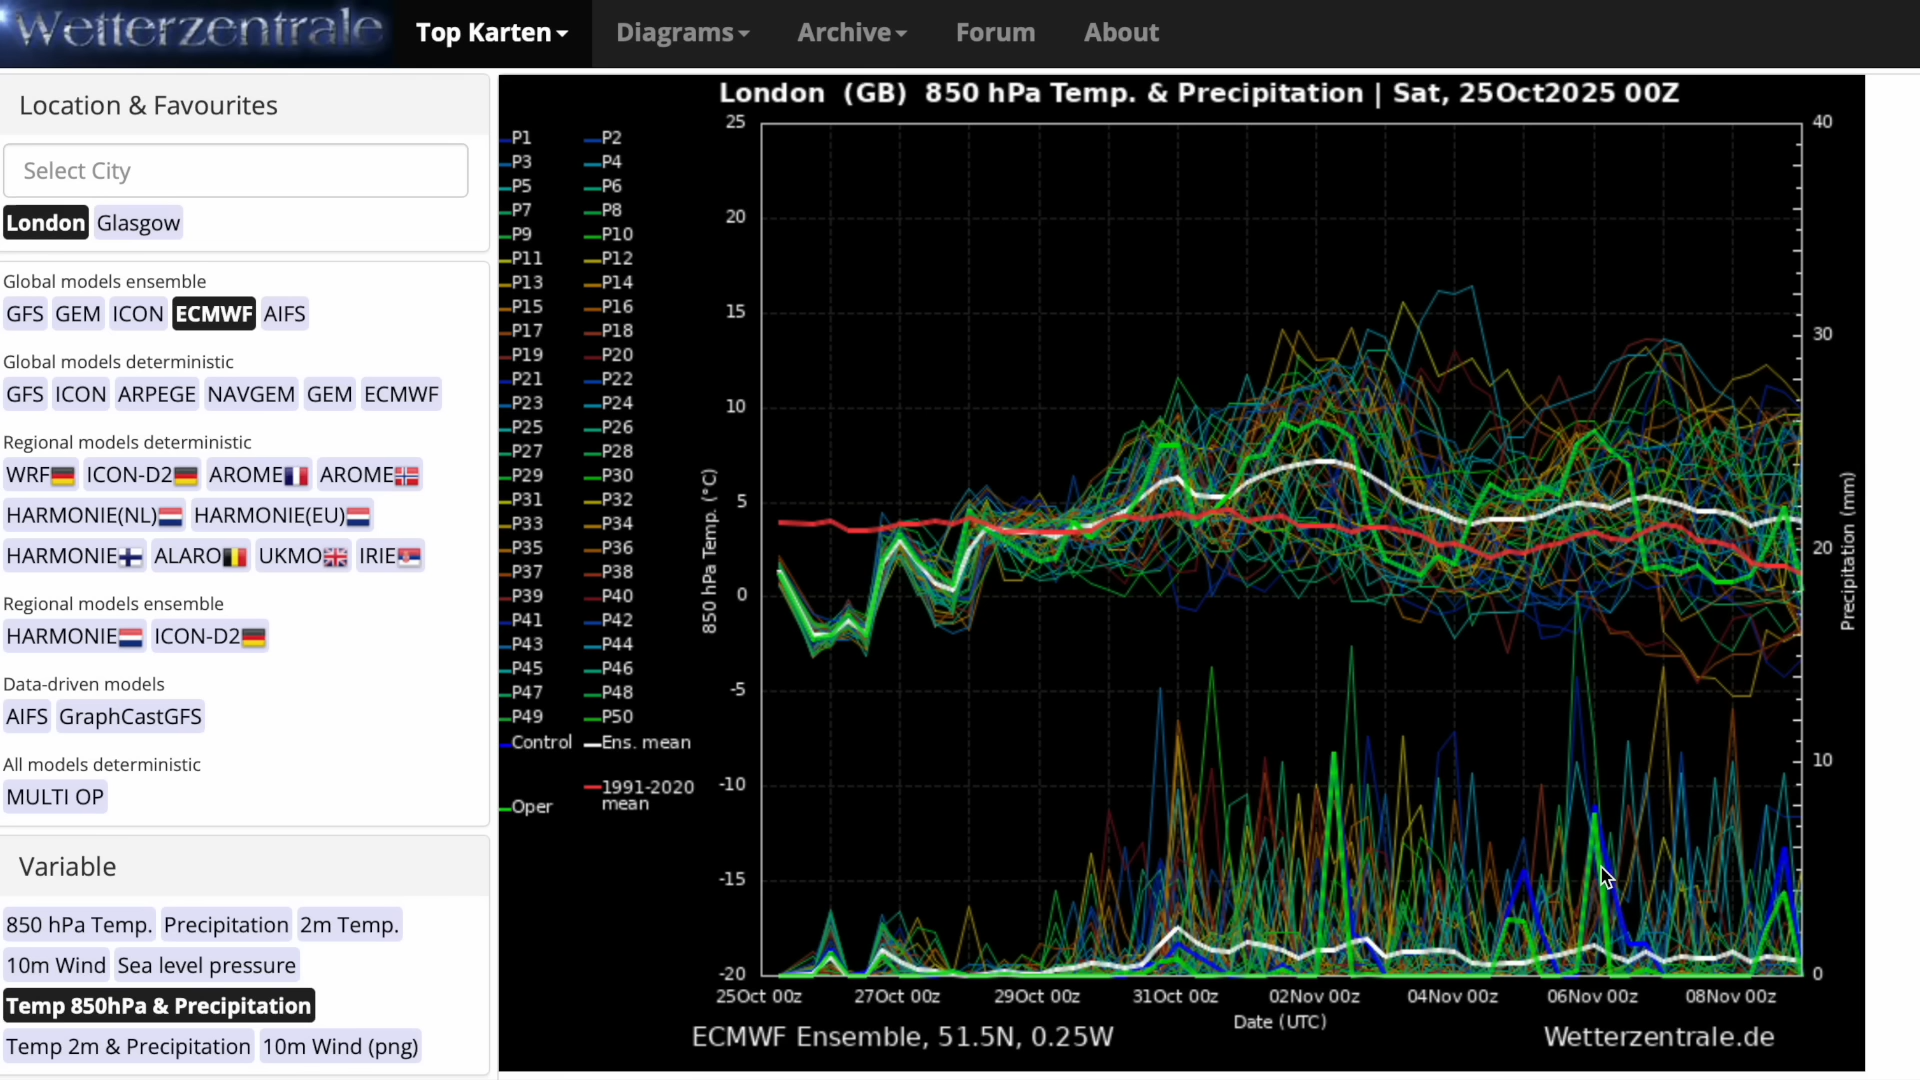 Wetterzentrale
Top Karten
Diagrams
Archive
Forum
About
Location & Favourites
Select City
London Glasgow
Global models ensemble
GFS GEM ICON ECMWF AIFS
Global models deterministic
GFS ICON ARPEGE NAVGEM GEM ECMWF
Regional models deterministic
WRF ICON-D2 AROME AROME
HARMONIE(NL) HARMONIE(EU)
HARMONIE ALARO UKMO IRIE
Regional models ensemble
HARMONIE ICON-D2
Data-driven models
AIFS GraphCastGFS
All models deterministic
MULTI OP
Variable
850 hPa Temp. Precipitation 2m Temp.
10m Wind Sea level pressure
Temp 850hPa & Precipitation
Temp 2m & Precipitation 10m Wind (png)
London (GB) 850 hPa Temp. & Precipitation | Sat, 25Oct2025 00Z
P1 P2
P3 P4
P5 P6
P7 P8
P9 P10
P11 P12
P13 P14
P15 P16
P17 P18
P19 P20
P21 P22
P23 P24
P25 P26
P27 P28
P29 P30
P31 P32
P33 P34
P35 P36
P37 P38
P39 P40
P41 P42
P43 P44
P45 P46
P47 P48
P49 P50
Control Ens. mean
Oper 1991-2020
mean
850 hPa Temp. (°C)
25
20
15
10
5
0
-5
-10
-15
-20
40
30
20
10
0
Precipitation (mm)
25Oct 00z 27Oct 00z 29Oct 00z 31Oct 00z 02Nov 00z 04Nov 00z 06Nov 00z 08Nov 00z
Date (UTC)
ECMWF Ensemble, 51.5N, 0.25W
Wetterzentrale.de